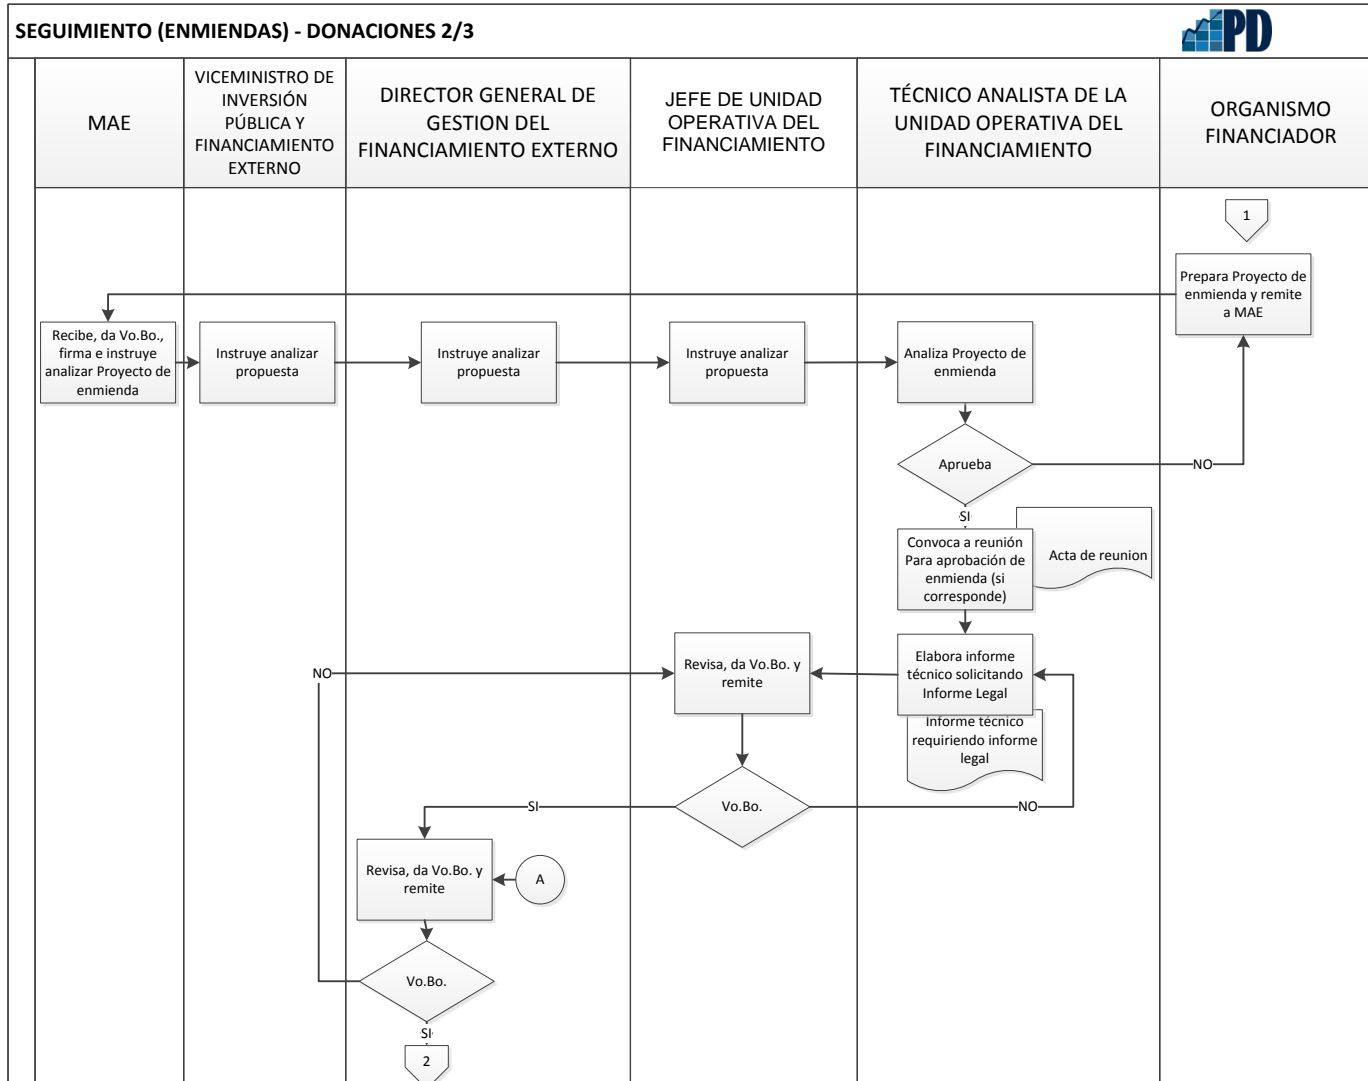 SEGUIMIENTO (ENMIENDAS) - DONACIONES 2/3
PD
MAE
VICEMINISTRO DE
INVERSIÓN
PÚBLICA Y
FINANCIAMIENTO
EXTERNO
DIRECTOR GENERAL DE
GESTION DEL
FINANCIAMIENTO EXTERNO
JEFE DE UNIDAD
OPERATIVA DEL
FINANCIAMIENTO
TÉCNICO ANALISTA DE LA
UNIDAD OPERATIVA DEL
FINANCIAMIENTO
ORGANISMO
FINANCIADOR
1
Prepara Proyecto de
enmienda y remite
a MAE
Recibe, da Vo.Bo.,
firma e instruye
analizar Proyecto de
enmienda
Instruye analizar
propuesta
Instruye analizar
propuesta
Instruye analizar
propuesta
Analiza Proyecto de
enmienda
Aprueba
NO
SI
Convoca a reunión
Para aprobación de
enmienda (si
corresponde)
Acta de reunion
Elabora informe
técnico solicitando
Informe Legal
Informe técnico
requiriendo informe
legal
NO
Revisa, da Vo.Bo. y
remite
Vo.Bo.
SI
NO
Revisa, da Vo.Bo. y
remite
A
Vo.Bo.
SI
2